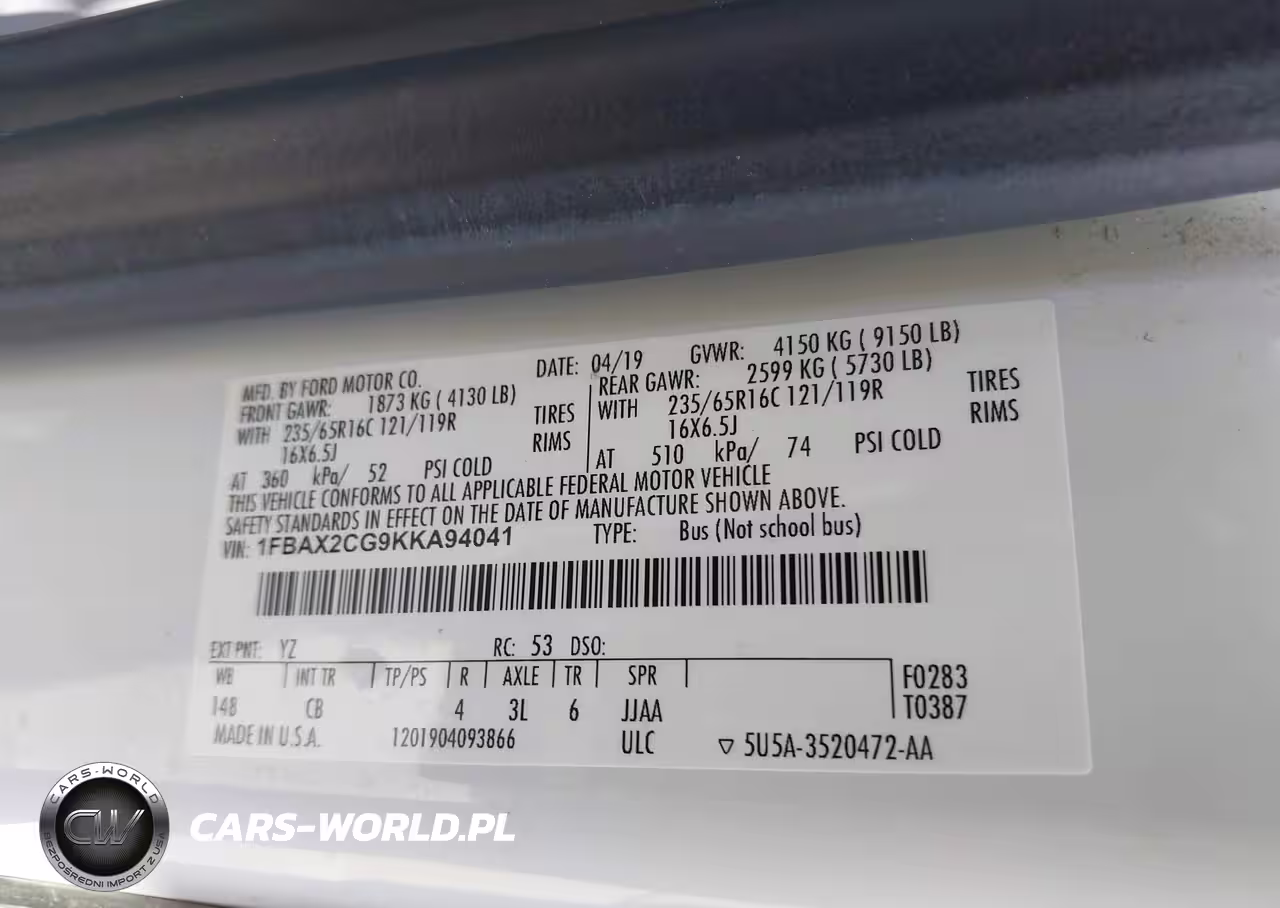 MFD. BY FORD MOTOR CO. DATE: 04/19 GVWR: 4150 KG ( 9150 LB)
FRONT GAWR: 1873 KG ( 4130 LB) REAR GAWR: 2599 KG ( 5730 LB)
WITH 235/65R16C 121/119R TIRES WITH 235/65R16C 121/119R TIRES
16X6.5J RIMS 16X6.5J RIMS
AT 360 kPa/ 52 PSI COLD AT 510 kPa/ 74 PSI COLD
THIS VEHICLE CONFORMS TO ALL APPLICABLE FEDERAL MOTOR VEHICLE
SAFETY STANDARDS IN EFFECT ON THE DATE OF MANUFACTURE SHOWN ABOVE.
VIN: 1FBAX2CG9KKA94041 TYPE: Bus (Not school bus)
EXT PNT: YZ RC: 53 DSO:
WB INT TR TP/PS R AXLE TR SPR F0283
148 CB 4 3L 6 JJAA T0387
MADE IN U.S.A. 1201904093866 ULC ▽ 5U5A-3520472-AA
CARS-WORLD
CW
BEZPOŚREDNI IMPORT Z USA
CARS-WORLD.PL